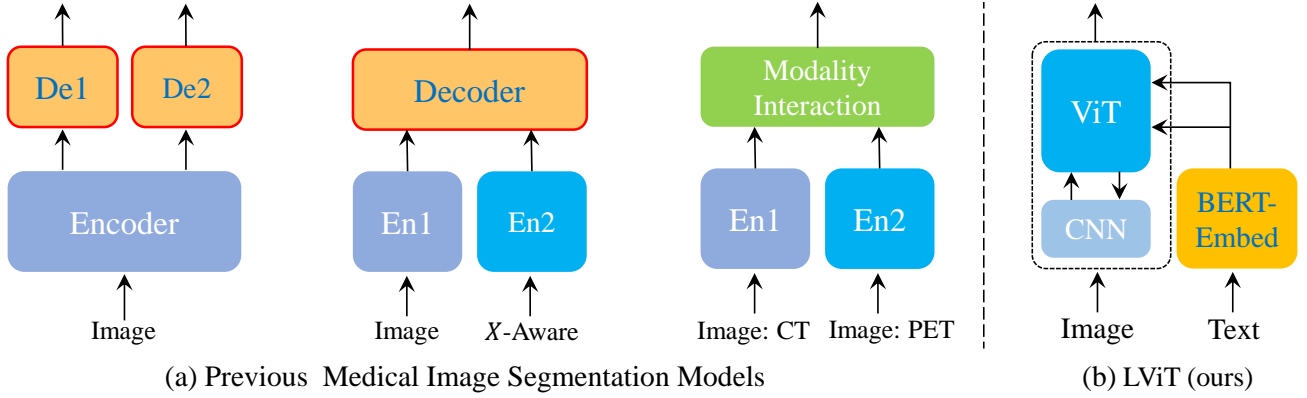 De1
De2
Encoder
Image
Decoder
En1
En2
Image
X-Aware
Modality
Interaction
En1
En2
Image: CT
Image: PET
(a) Previous Medical Image Segmentation Models
ViT
CNN
BERT-
Embed
Image
Text
(b) LViT (ours)